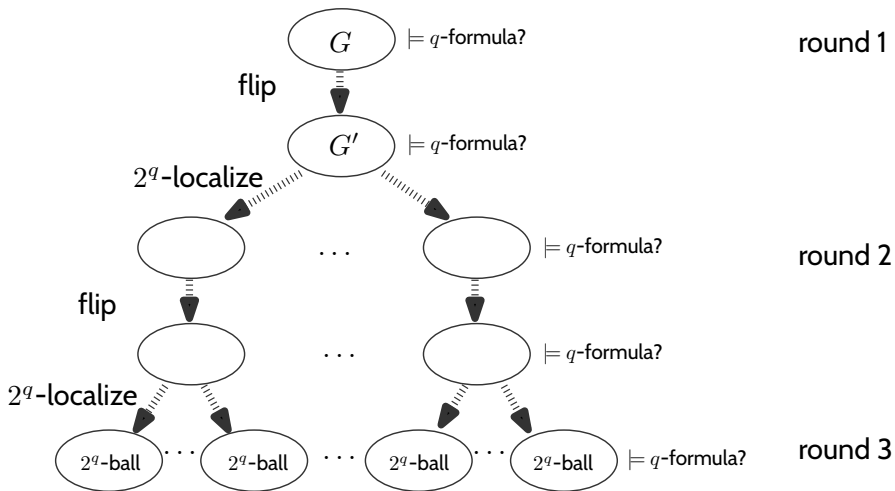 G ⊨ q-formula? round 1
flip
G′ ⊨ q-formula?
2^q-localize
... ⊨ q-formula? round 2
flip
... ⊨ q-formula?
2^q-localize
2^q-ball ... 2^q-ball ... 2^q-ball ... 2^q-ball ⊨ q-formula? round 3